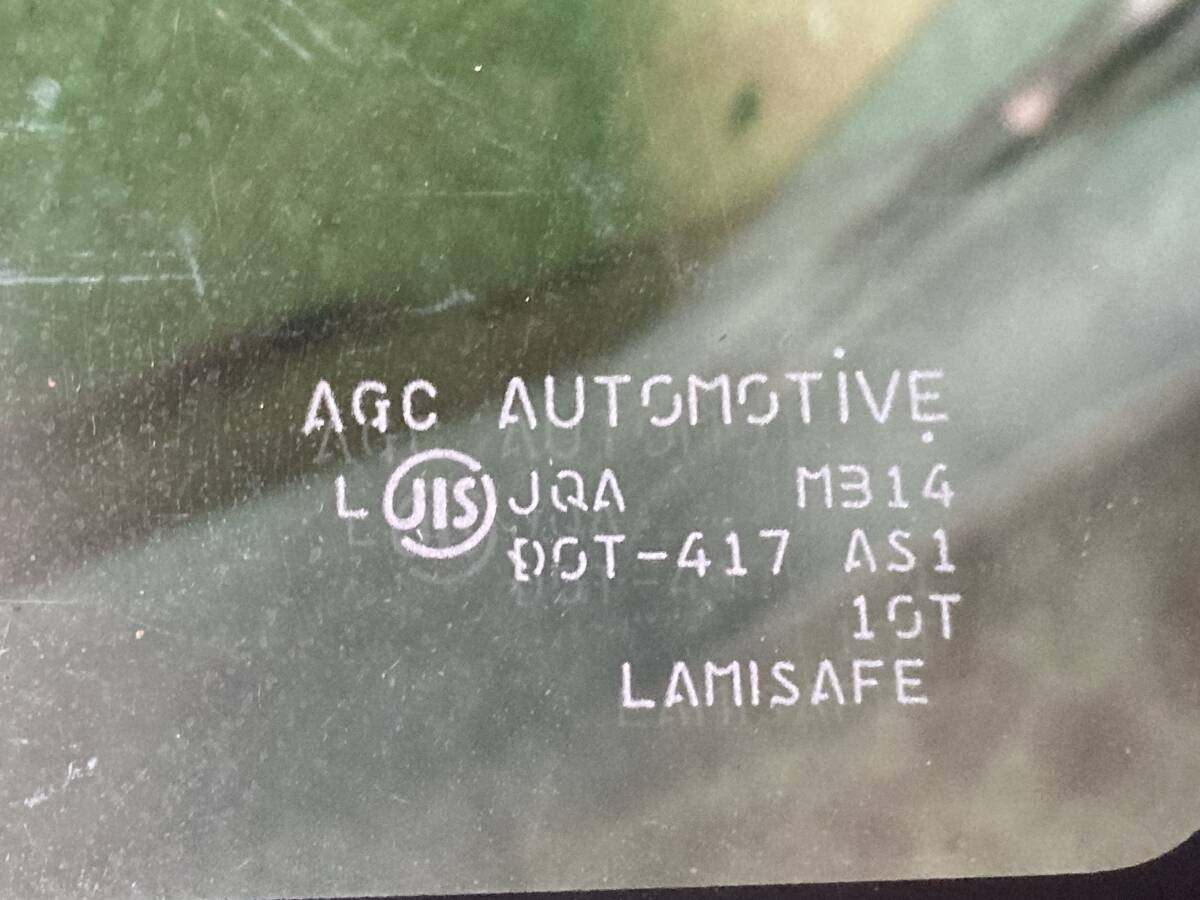 AGC AUTOMOTIVE
L JIS JQA M314
DOT-417 AS1
10T
LAMISAFE